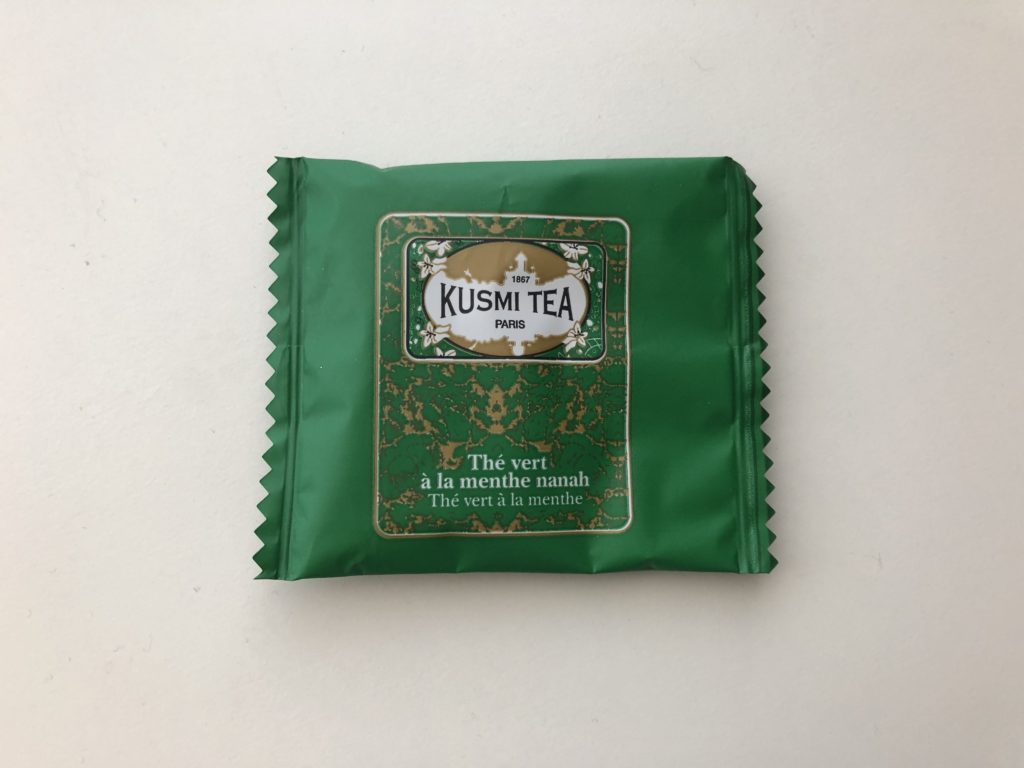 1867
KUSMI TEA
PARIS
Thé vert
à la menthe nanah
Thé vert à la menthe